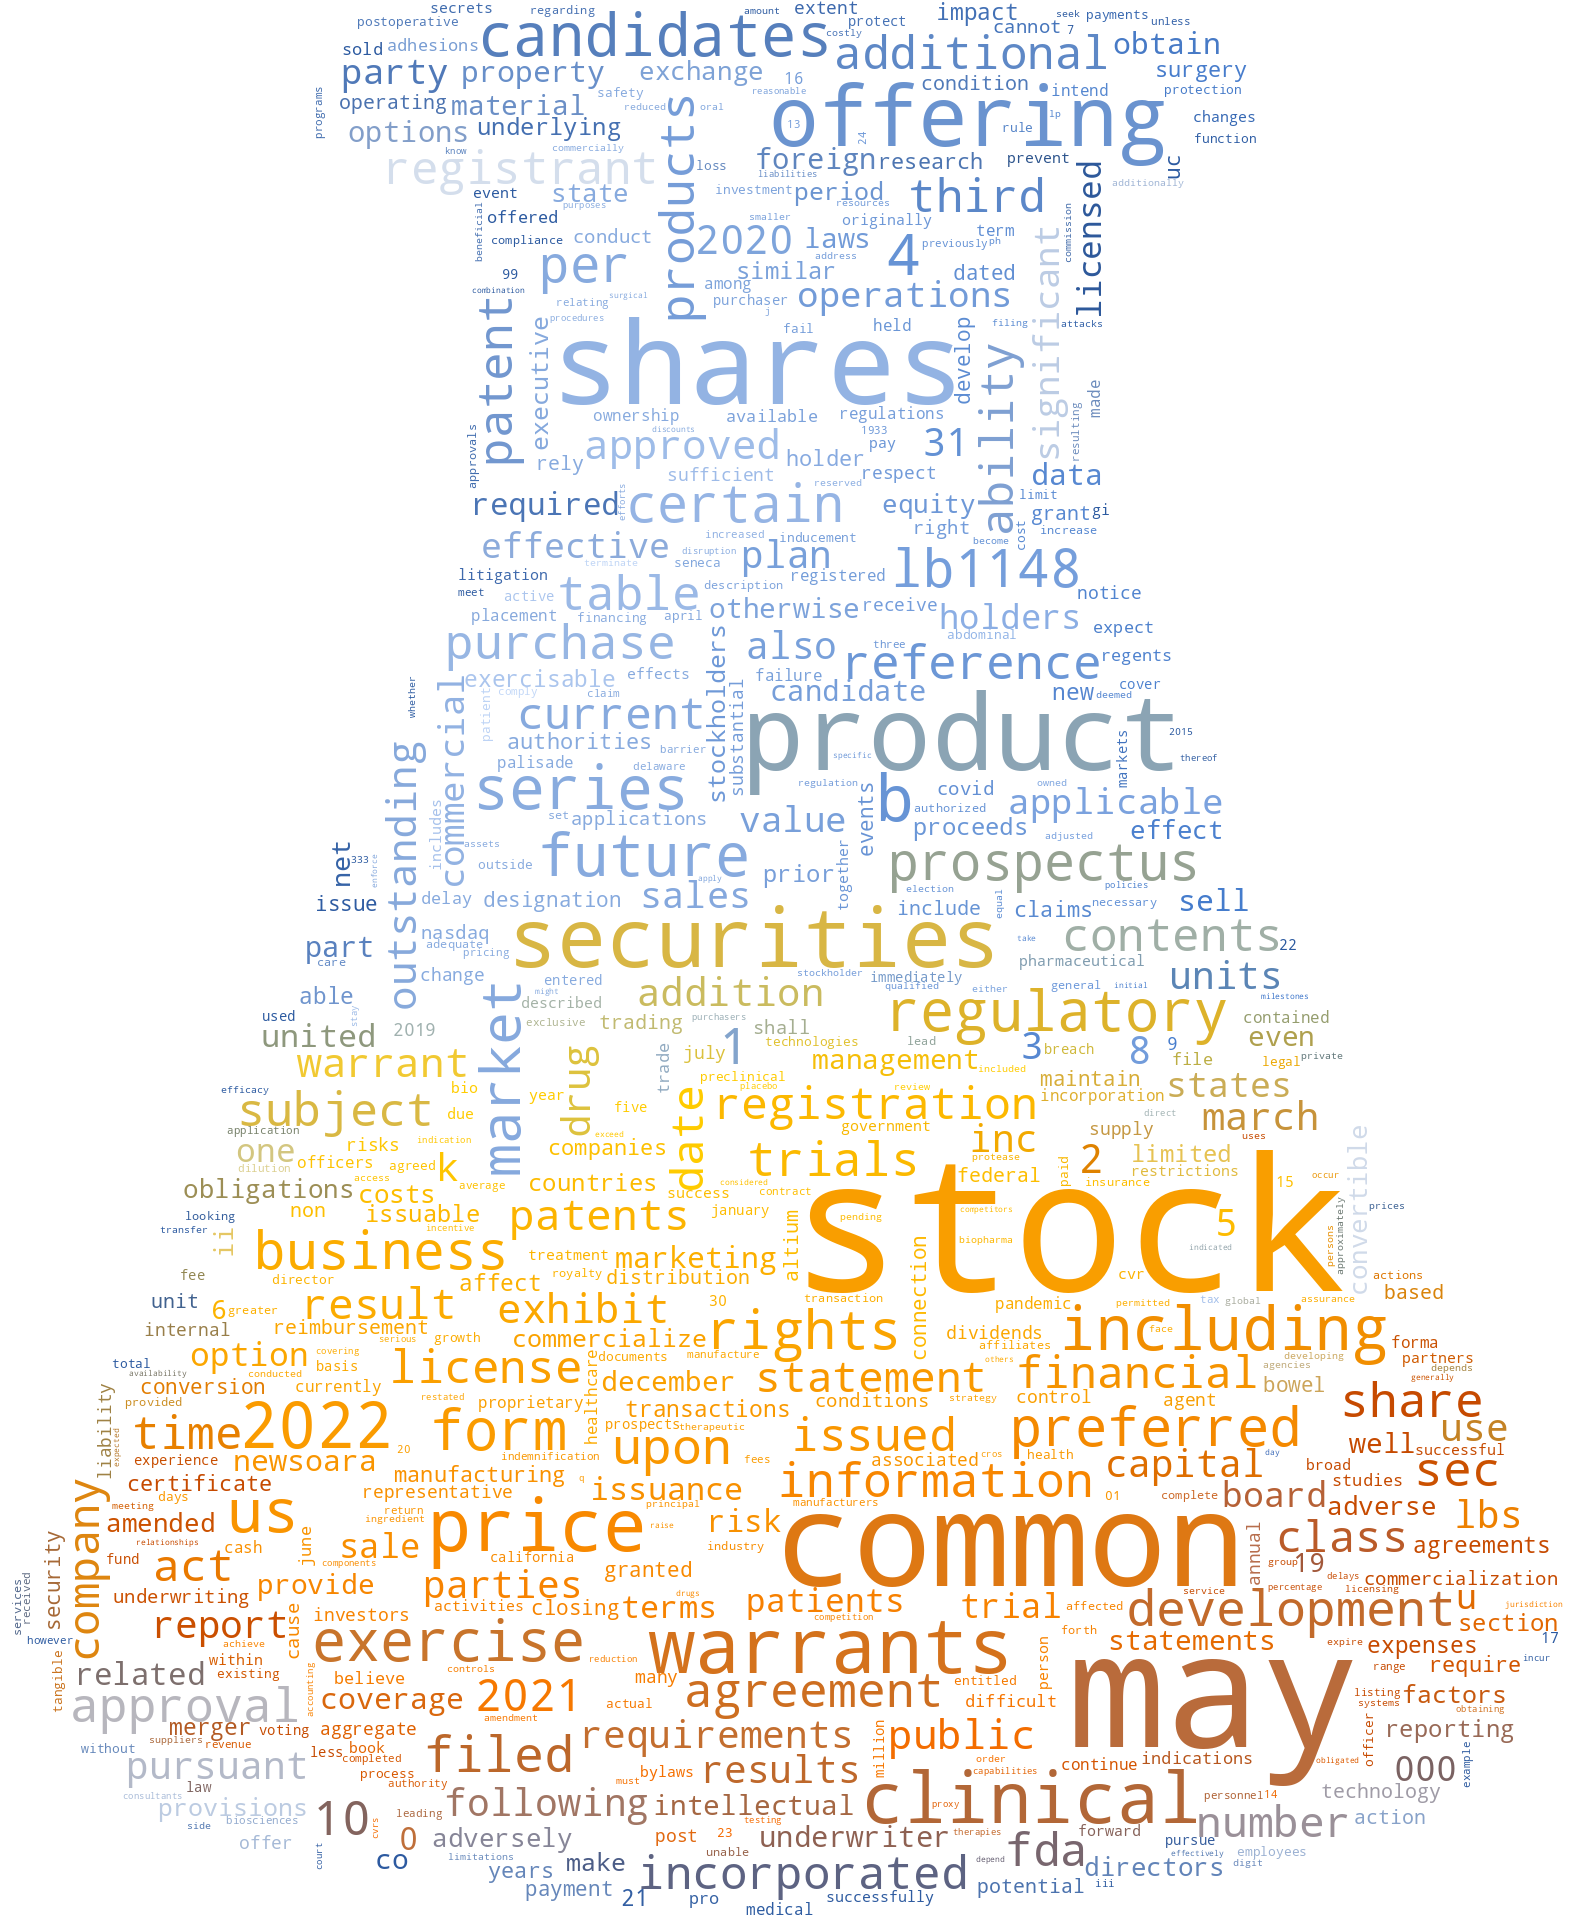 secrets regarding amount extent impact seek payments
postoperative candidates costly protect cannot 7 unless
sold adhesions additional obtain
party property exchange 16 condition surgery
operating material safety reasonable intend protection
programs reduced oral offering lp changes
options underlying products 13 24 rule function
know commercially foreign research prevent uc
registrant loss liabilities licensed additionally
event state investment period third
purposes resources
offered smaller originally commission
beneficial compliance conduct 2020 laws 4 previously ph term
99 per similar address dated significant
combination relating surgical among operations
purchaser
procedures j filing attacks
patent executive shares fail held develop ability
made
ownership available regulations resulting
discounts 1933
approvals approved holder pay 31
rely sufficient respect data
required efforts certain reserved equity limit
right grant gi
increased inducement become cost increase
effective disruption plan lb1148
litigation terminate seneca registered
meet active table description notice
placement financing april otherwise receive holders
purchase stockholders also three abdominal expect
reference regents
whether exercisable effects failure
commercial patient comply claim substantial candidate new deemed cover
current product 2015
authorities barrier
outstanding palisade delaware specific markets thereof
series regulation owned
includes b covid applicable
set applications value events authorized
proceeds adjusted effect
net 333 assets future
enforce outside prior together prospectus
apply election policies
issue delay designation sales include equal claims necessary sell
nasdaq securities take contents 22
part adequate pricing
care change entered stockholder immediately pharmaceutical units
able might addition qualified either general initial milestones
used stay market described regulatory contained
united 2019 exclusive trading purchasers shall
technologies lead even
warrant drug trade july 1 management 3 breach 8 9 file legal private
efficacy bio preclinical included
year date placebo review maintain states
subject due five registration incorporation
application government direct march
one risks indication exceed companies inc supply uses
dilution officers agreed k trials protease 2 limited
access average countries considered federal paid restrictions
obligations costs success contract insurance convertible 15 occur
looking non issuable patents january stock prices
transfer incentive altium pending competitors 5 persons approximately
ii business treatment marketing biopharma indicated
fee director affect royalty distribution connection cvr actions
unit 6 greater result exhibit 30 transaction pandemic tax global assurance based
permitted
internal reimbursement growth commercialize rights dividends including forma
serious affiliates face
option covering documents manufacture others developing partners
total basis license healthcare statement financial agencies depends
availability conducted generally
conversion currently december control bowel
provided restated proprietary strategy agent share
liability time 2022 form transactions conditions preferred use
prospects therapeutic
expected experience 20 indemnification upon issued cros health day well successful
newsoara fees associated capital broad sec
certificate manufacturing q information studies
company days representative issuance 01 complete board adverse
meeting return principal manufacturers lbs
amended us ingredient price risk common class
relationships cash june raise annual agreements
act sale california industry group 19
fund components granted delays
services received security provide parties drugs service percentage licensing commercialization
underwriting patients jurisdiction
report investors activities closing terms competition trial affected development u section
cause
however achieve exercise forth statements expire 17
within warrants expenses
tangible related existing controls reduction person range require incur
believe many entitled may
approval accounting coverage 2021 actual agreement difficult listing factors
systems obtaining
merger voting aggregate amendment requirements million public officer reporting
suppliers revenue less book
without completed filed order continue indications obligated example
pursuant process results capabilities 000
law authority must bylaws technology
consultants provisions biosciences 10 leading following intellectual clinical proxy personnel 14 number action
side cvrs testing
offer 0 adversely post 23 underwriter therapies forward pursue
court co limitations unable fda effectively employees
years make incorporated depend directors digit
payment 21 pro successfully potential iii
medical